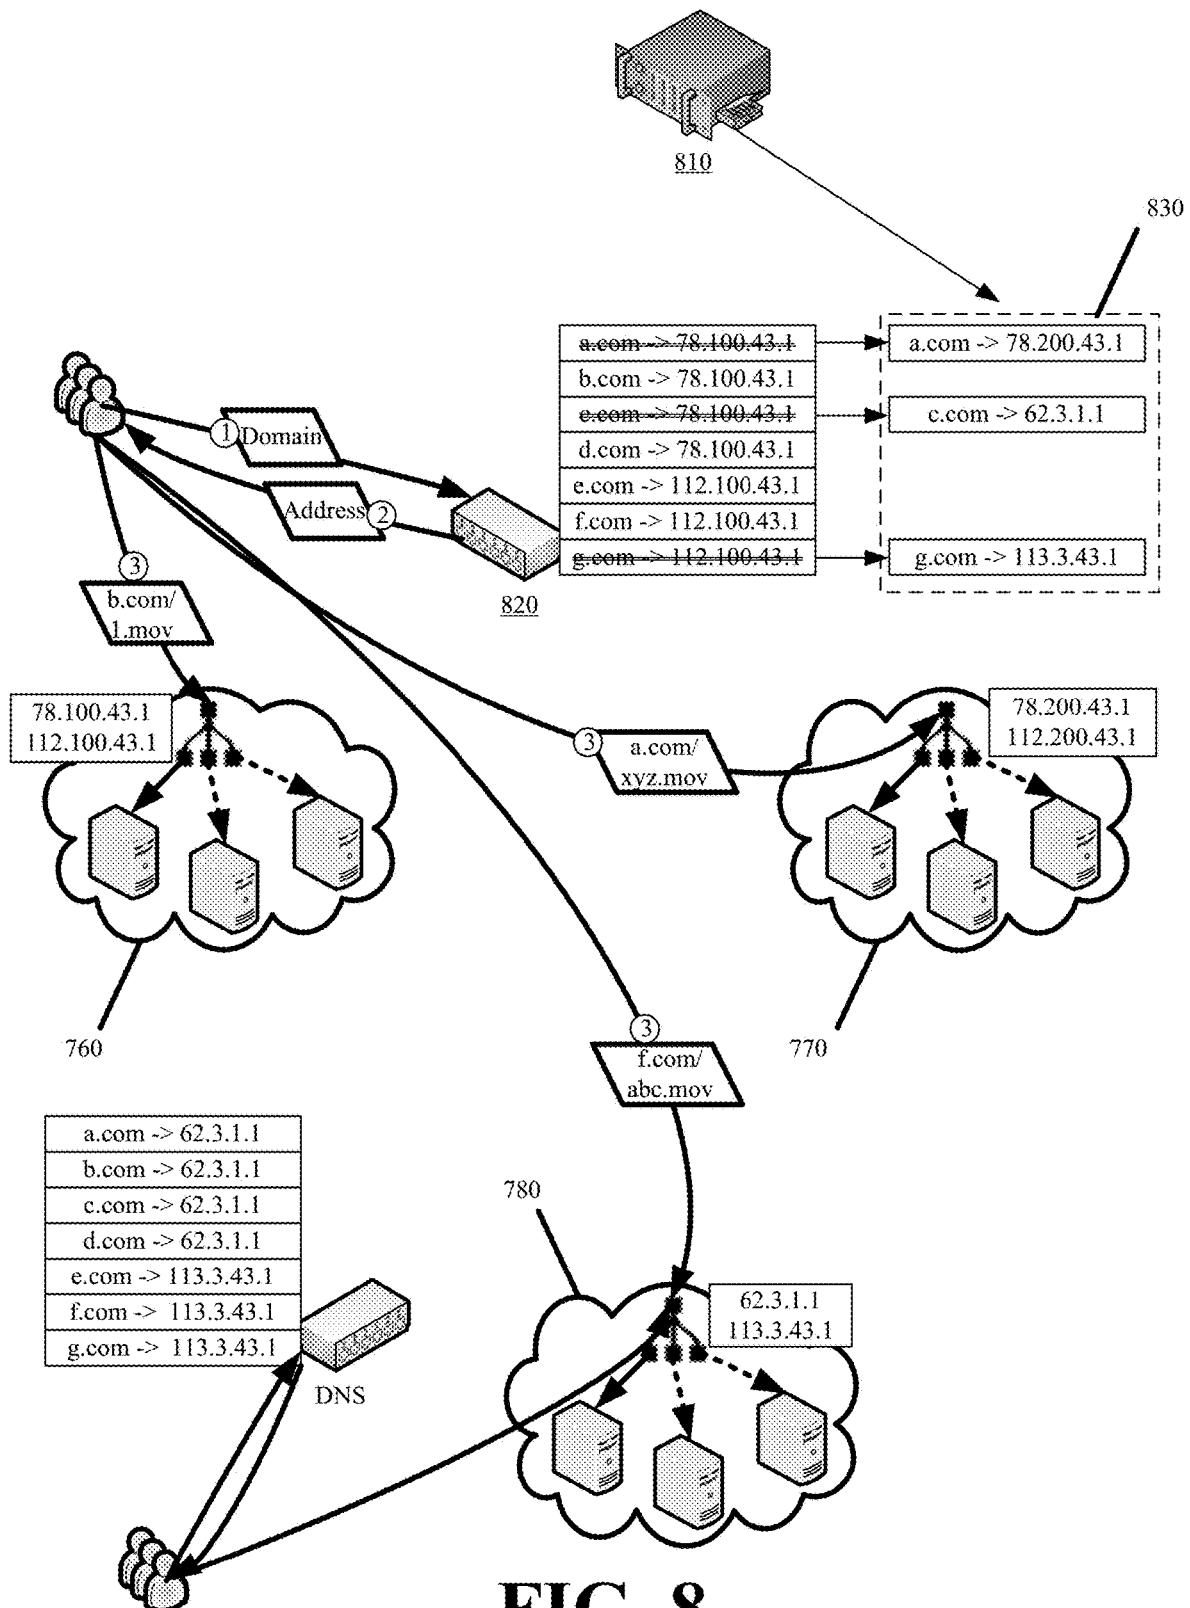 810
830
a.com -> 78.100.43.1
b.com -> 78.100.43.1
c.com -> 78.100.43.1
d.com -> 78.100.43.1
e.com -> 112.100.43.1
f.com -> 112.100.43.1
g.com -> 112.100.43.1
a.com -> 78.200.43.1
c.com -> 62.3.1.1
g.com -> 113.3.43.1
1
Domain
Address
2
820
3
b.com/
1.mov
78.100.43.1
112.100.43.1
3
a.com/
xyz.mov
78.200.43.1
112.200.43.1
760
770
3
f.com/
abc.mov
a.com -> 62.3.1.1
b.com -> 62.3.1.1
c.com -> 62.3.1.1
d.com -> 62.3.1.1
e.com -> 113.3.43.1
f.com -> 113.3.43.1
g.com -> 113.3.43.1
DNS
780
62.3.1.1
113.3.43.1
FIG. 8